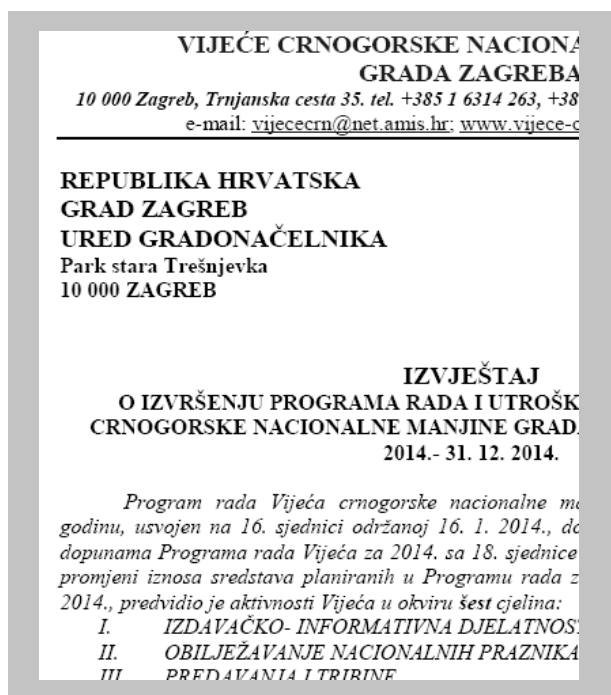 VIJEĆE CRNOGORSKE NACIONA
GRADA ZAGREBA
10 000 Zagreb, Trnjanska cesta 35. tel. +385 1 6314 263, +38
e-mail: vijececrn@net.amis.hr; www.vijece-c
REPUBLIKA HRVATSKA
GRAD ZAGREB
URED GRADONAČELNIKA
Park stara Trešnjevka
10 000 ZAGREB
IZVJEŠTAJ
O IZVRŠENJU PROGRAMA RADA I UTROŠK
CRNOGORSKE NACIONALNE MANJINE GRAD
2014.- 31. 12. 2014.
Program rada Vijeća crnogorske nacionalne ma
godinu, usvojen na 16. sjednici održanoj 16. 1. 2014., do
dopunama Programa rada Vijeća za 2014. sa 18. sjednice
promjeni iznosa sredstava planiranih u Programu rada z
2014., predvidio je aktivnosti Vijeća u okviru šest cjelina:
I. IZDAVAČKO- INFORMATIVNA DJELATNOS
II. OBILJEŽAVANJE NACIONALNIH PRAZNIKA
III. PREDAVANJA I TRIBINE